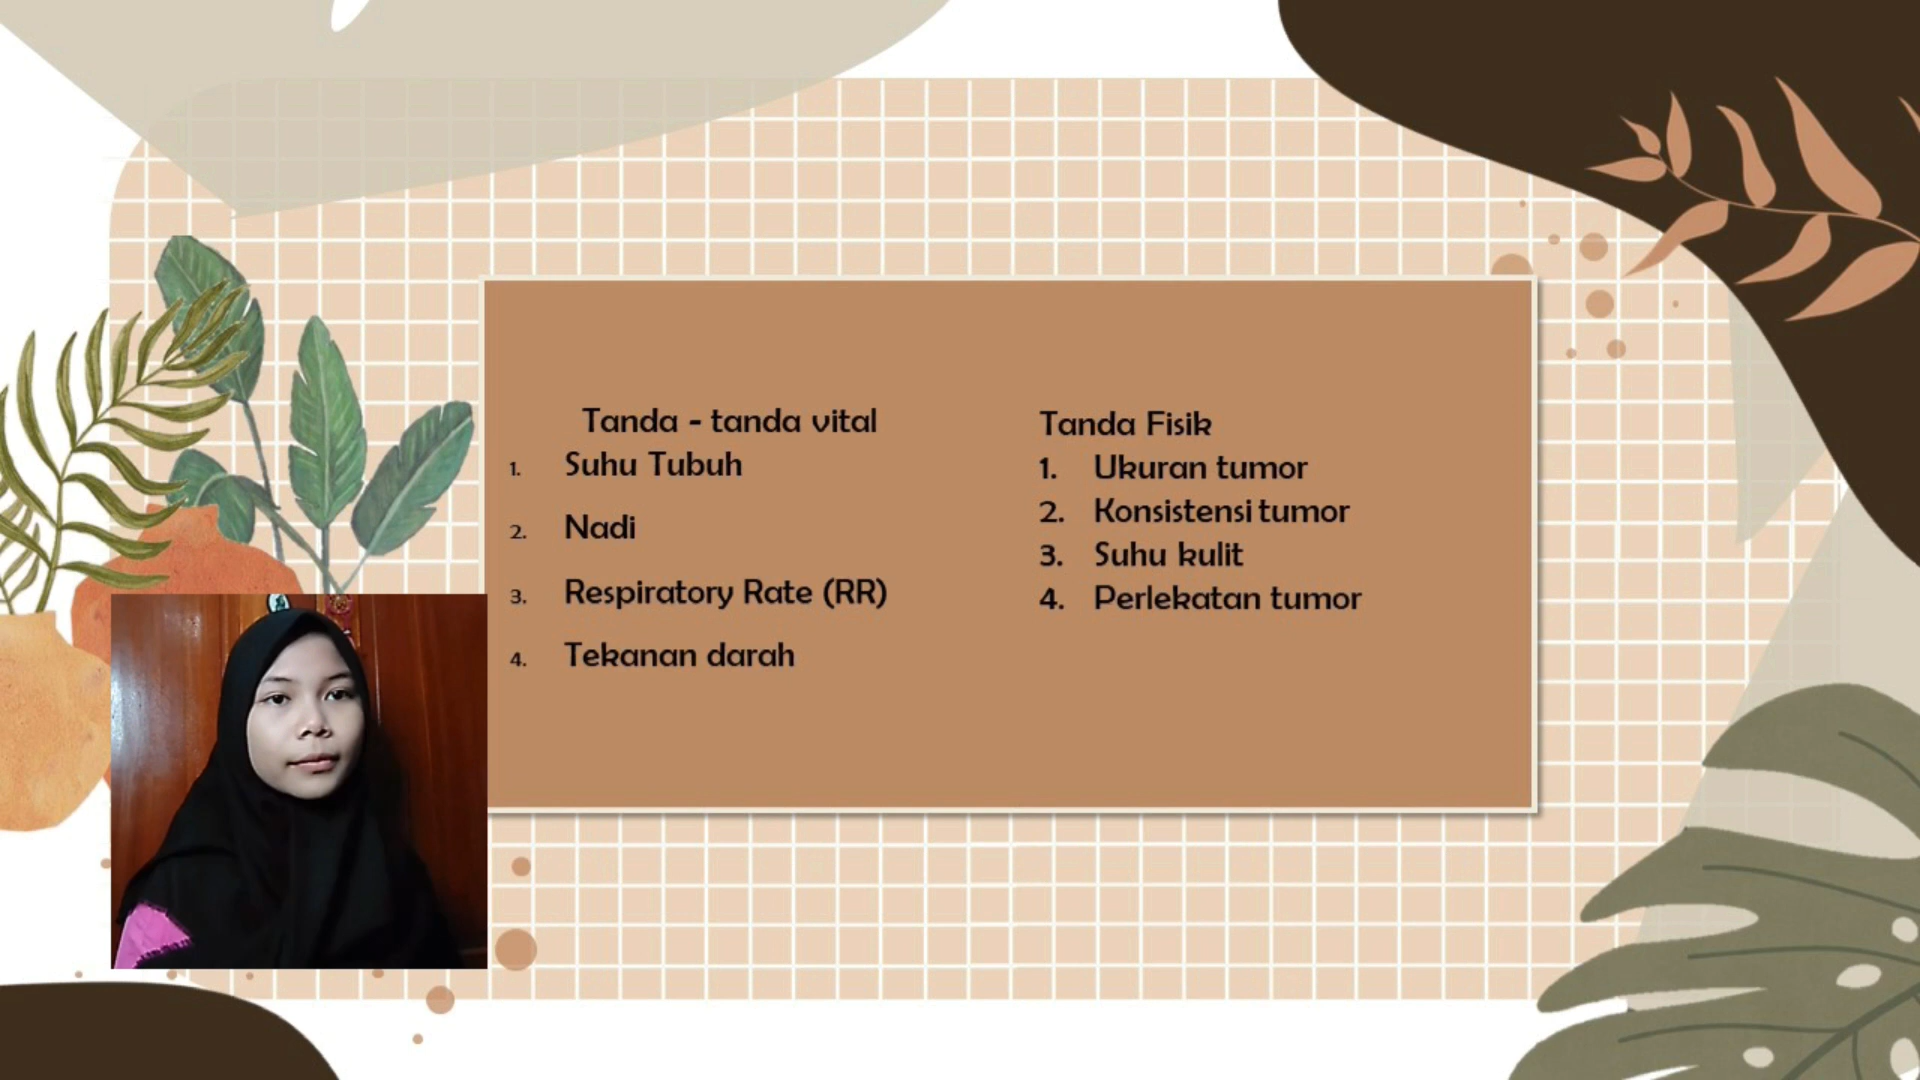 Tanda - tanda vital
1. Suhu Tubuh
2. Nadi
3. Respiratory Rate (RR)
4. Tekanan darah
Tanda Fisik
1. Ukuran tumor
2. Konsistensi tumor
3. Suhu kulit
4. Perlekatan tumor